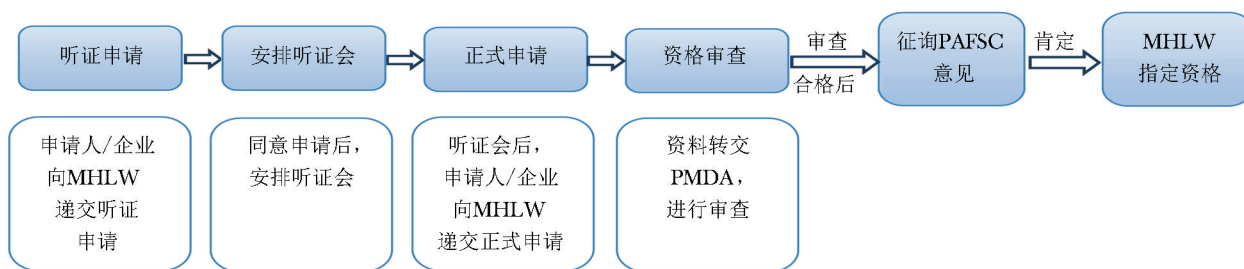 听证申请
安排听证会
正式申请
资格审查
审查
合格后
征询PAFSC
意见
肯定
MHLW
指定资格
申请人/企业
向MHLW
递交听证
申请
同意申请后，
安排听证会
听证会后，
申请人/企业
向MHLW
递交正式申请
资料转交
PMDA，
进行审查